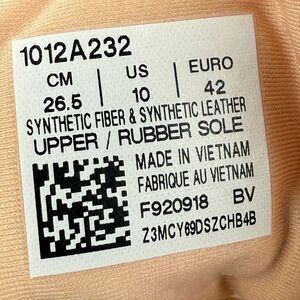 1012A232
CM | US | EURO
26.5 | 10 | 42
SYNTHETIC FIBER & SYNTHETIC LEATHER
UPPER / RUBBER SOLE
MADE IN VIETNAM
FABRIQUE AU VIETNAM
F920918 BV
Z3MCY69DSZCHB4B